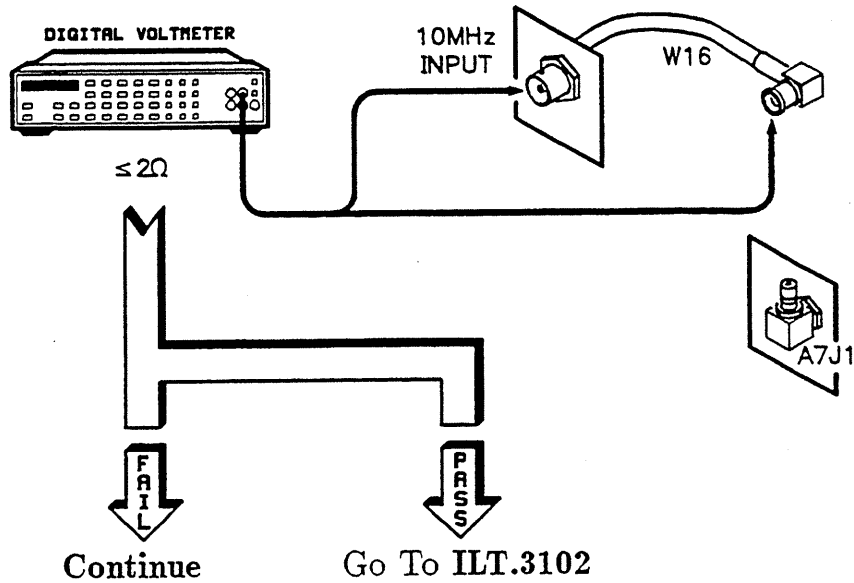 DIGITAL VOLTMETER
10MHz
INPUT
W16
≤2Ω
A7J1
FAIL
PASS
Continue
Go To ILT.3102